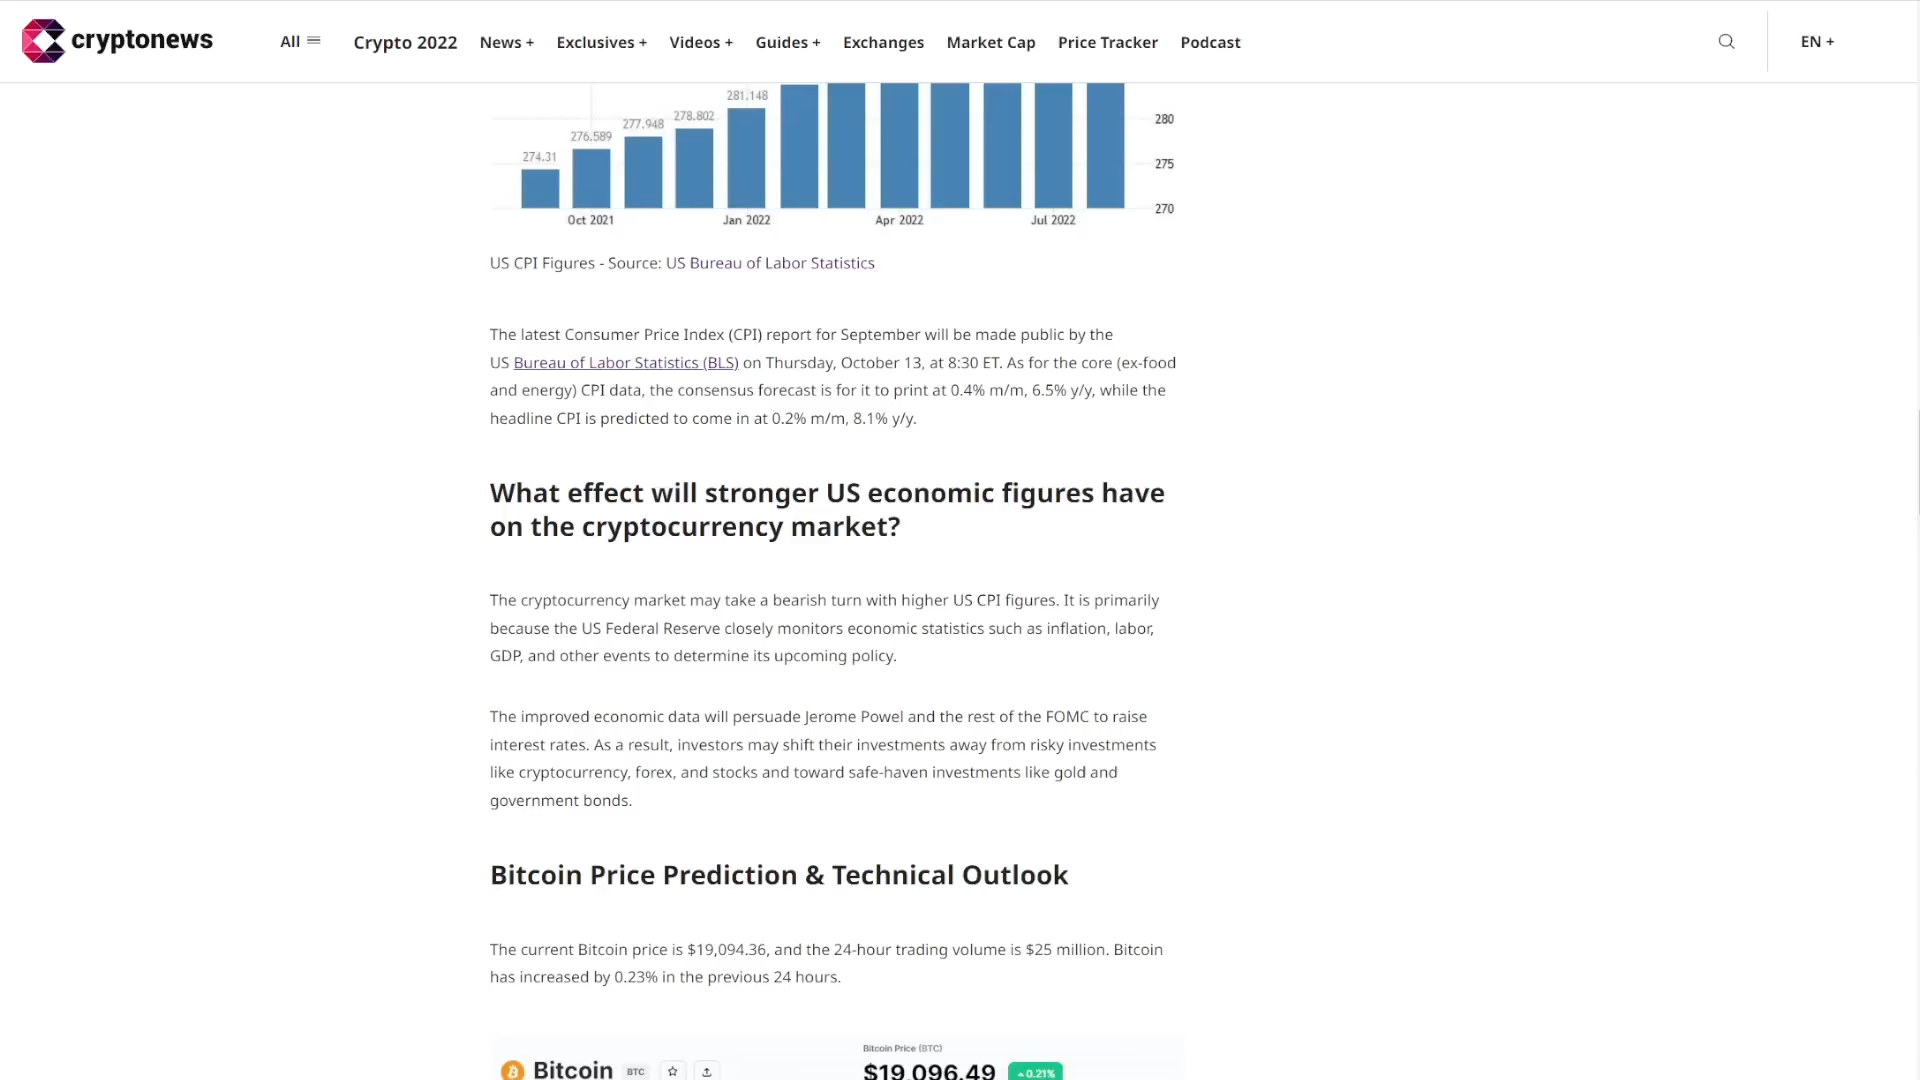 cryptonews
All
Crypto 2022
News +
Exclusives +
Videos +
Guides +
Exchanges
Market Cap
Price Tracker
Podcast
EN +
281.148
278.802
277.948
276.589
274.31
280
275
270
Oct 2021
Jan 2022
Apr 2022
Jul 2022
US CPI Figures - Source: US Bureau of Labor Statistics
The latest Consumer Price Index (CPI) report for September will be made public by the
US Bureau of Labor Statistics (BLS) on Thursday, October 13, at 8:30 ET. As for the core (ex-food
and energy) CPI data, the consensus forecast is for it to print at 0.4% m/m, 6.5% y/y, while the
headline CPI is predicted to come in at 0.2% m/m, 8.1% y/y.
What effect will stronger US economic figures have
on the cryptocurrency market?
The cryptocurrency market may take a bearish turn with higher US CPI figures. It is primarily
because the US Federal Reserve closely monitors economic statistics such as inflation, labor,
GDP, and other events to determine its upcoming policy.
The improved economic data will persuade Jerome Powel and the rest of the FOMC to raise
interest rates. As a result, investors may shift their investments away from risky investments
like cryptocurrency, forex, and stocks and toward safe-haven investments like gold and
government bonds.
Bitcoin Price Prediction & Technical Outlook
The current Bitcoin price is $19,094.36, and the 24-hour trading volume is $25 million. Bitcoin
has increased by 0.23% in the previous 24 hours.
Bitcoin Price (BTC)
Bitcoin BTC
$19,096.49
0.21%